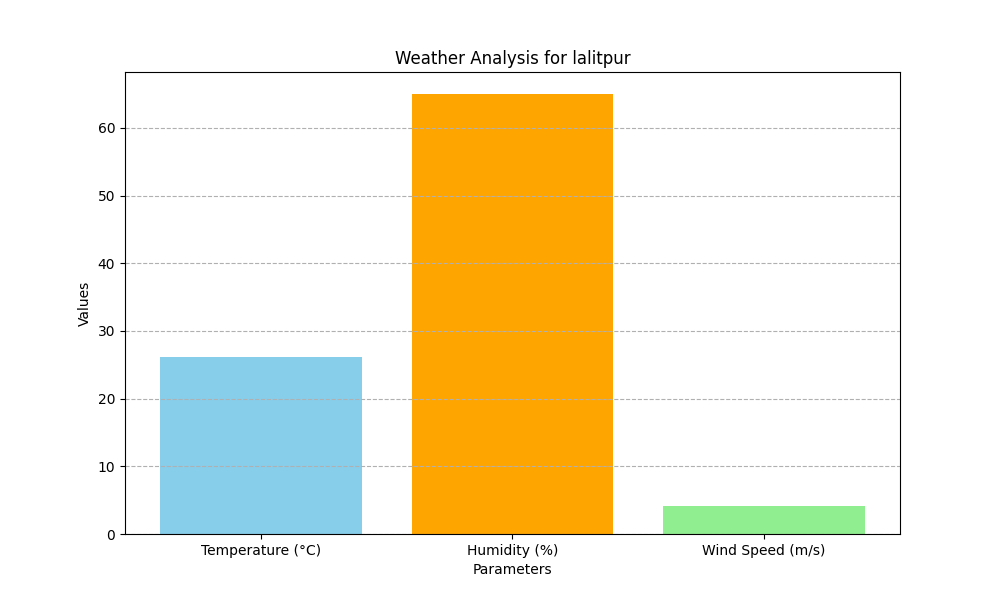 Weather Analysis for lalitpur
60
50
40
30
20
10
0
Values
Temperature (°C)
Humidity (%)
Wind Speed (m/s)
Parameters